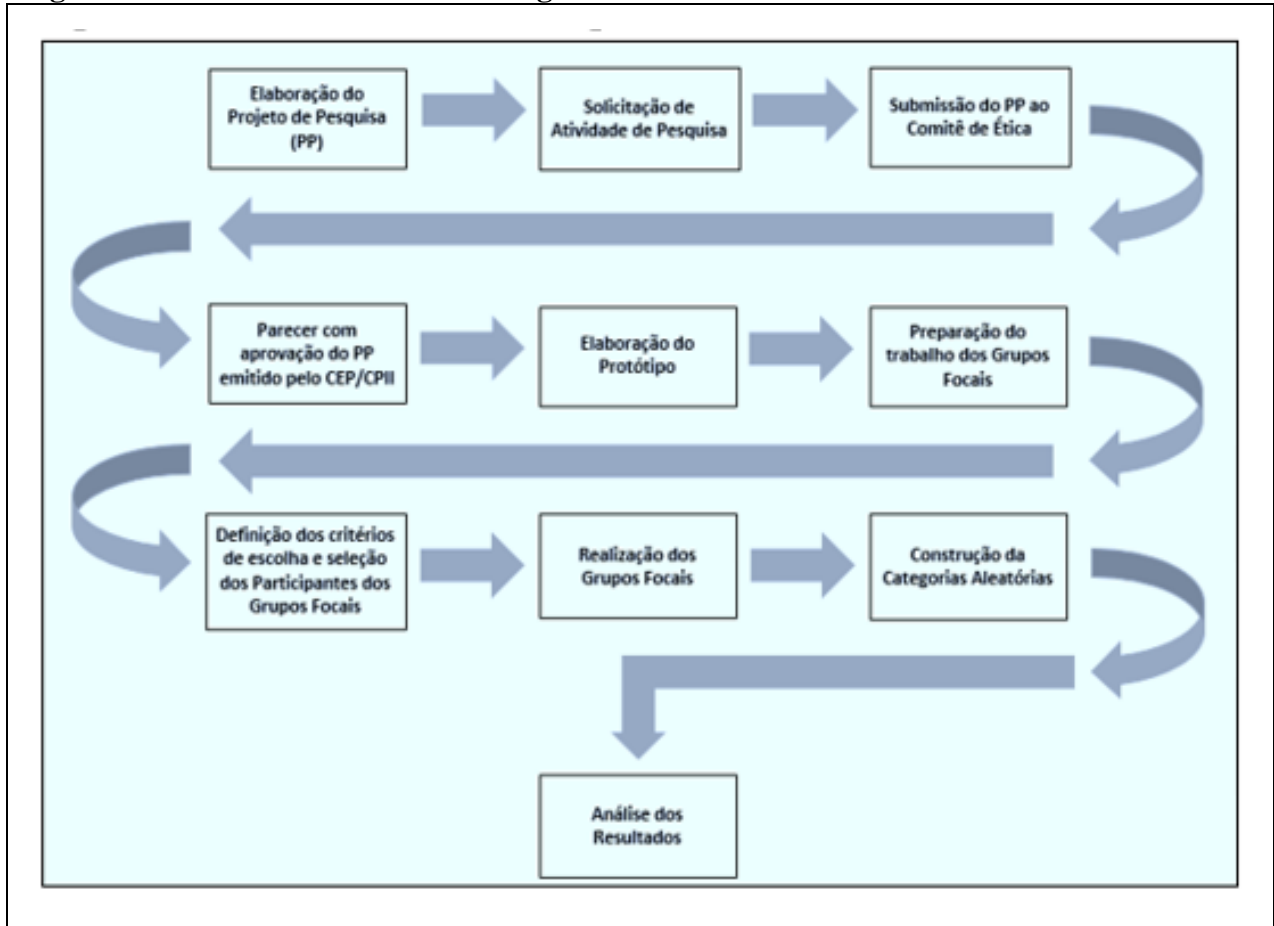 Elaboração do
Projeto de Pesquisa
(PP)
Solicitação de
Atividade de Pesquisa
Submissão do PP ao
Comitê de Ética
Parecer com
aprovação do PP
emitido pelo CEP/CPII
Elaboração do
Protótipo
Preparação do
trabalho dos Grupos
Focais
Definição dos critérios
de escolha e seleção
dos Participantes dos
Grupos Focais
Realização dos
Grupos Focais
Construção da
Categorias Aleatórias
Análise dos
Resultados